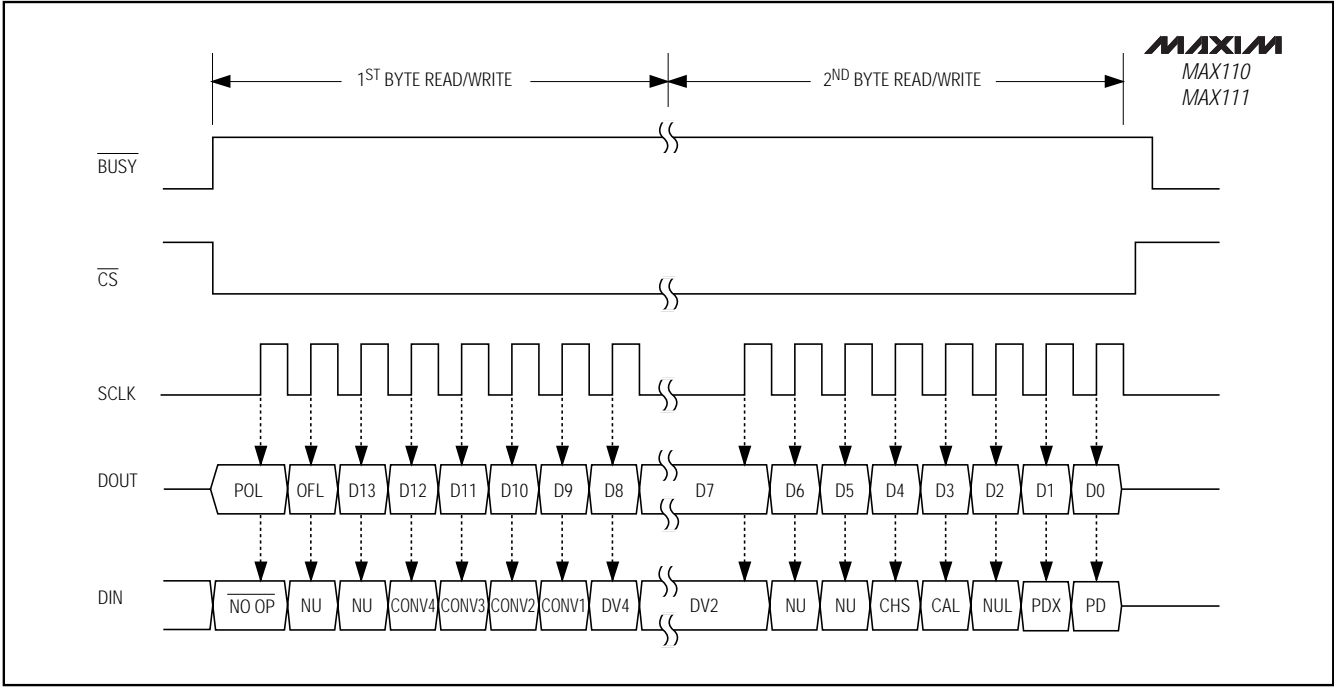 MAXIM
MAX110
MAX111
1ST BYTE READ/WRITE 2ND BYTE READ/WRITE
BUSY
CS
SCLK
DOUT POL OFL D13 D12 D11 D10 D9 D8 D7 D6 D5 D4 D3 D2 D1 D0
DIN NO OP NU NU CONV4 CONV3 CONV2 CONV1 DV4 DV2 NU NU CHS CAL NUL PDX PD